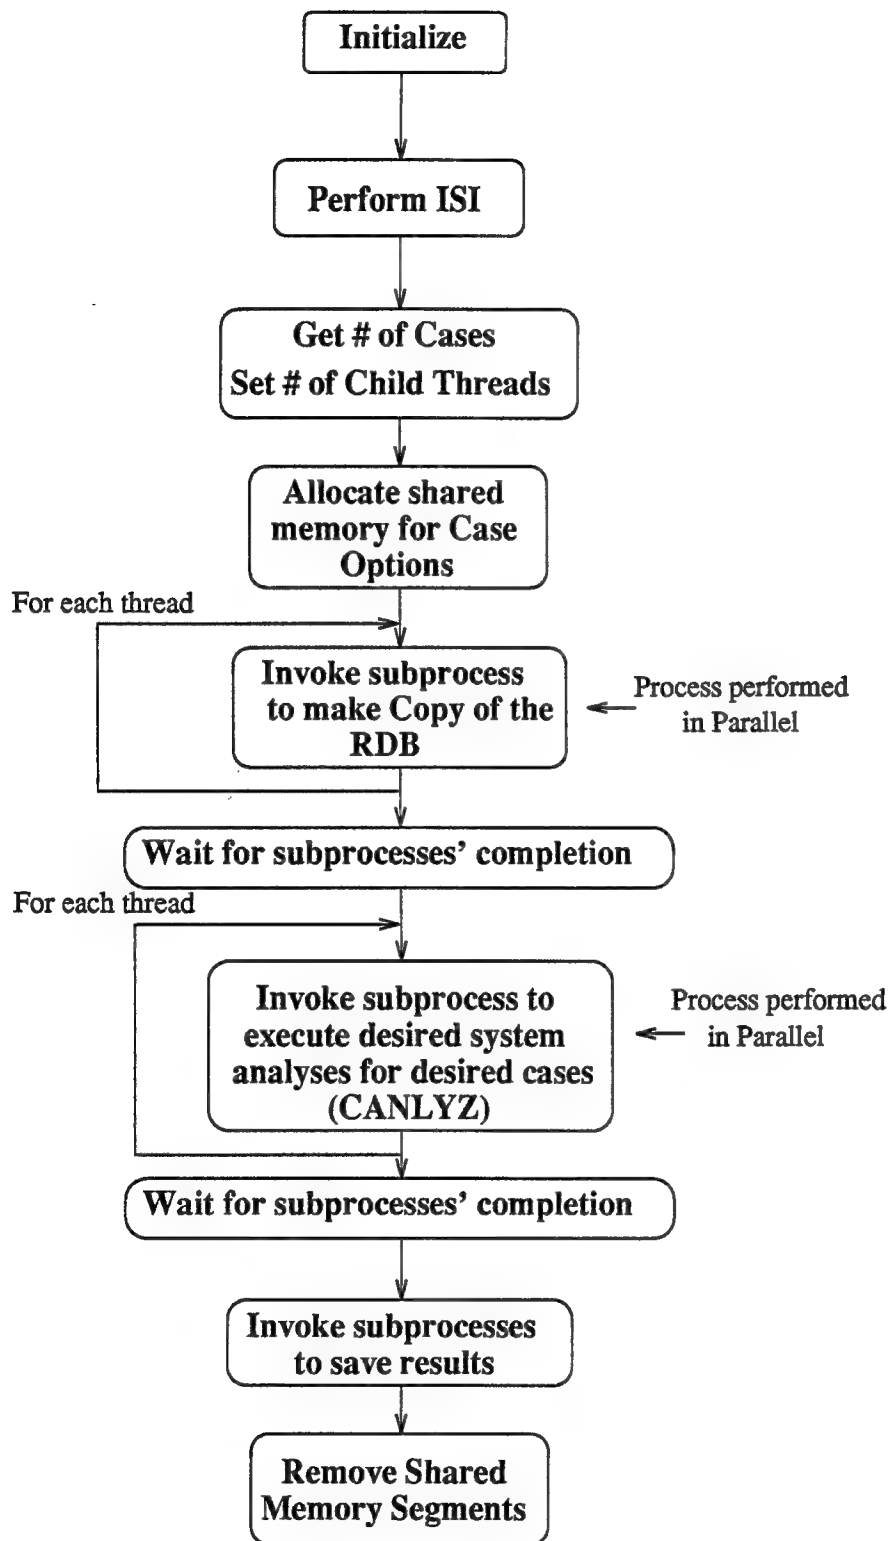 Initialize
Perform ISI
Get # of Cases
Set # of Child Threads
Allocate shared
memory for Case
Options
For each thread
Invoke subprocess
to make Copy of the
RDB
Process performed
in Parallel
Wait for subprocesses' completion
For each thread
Invoke subprocess to
execute desired system
analyses for desired cases
(CANLYZ)
Process performed
in Parallel
Wait for subprocesses' completion
Invoke subprocesses
to save results
Remove Shared
Memory Segments